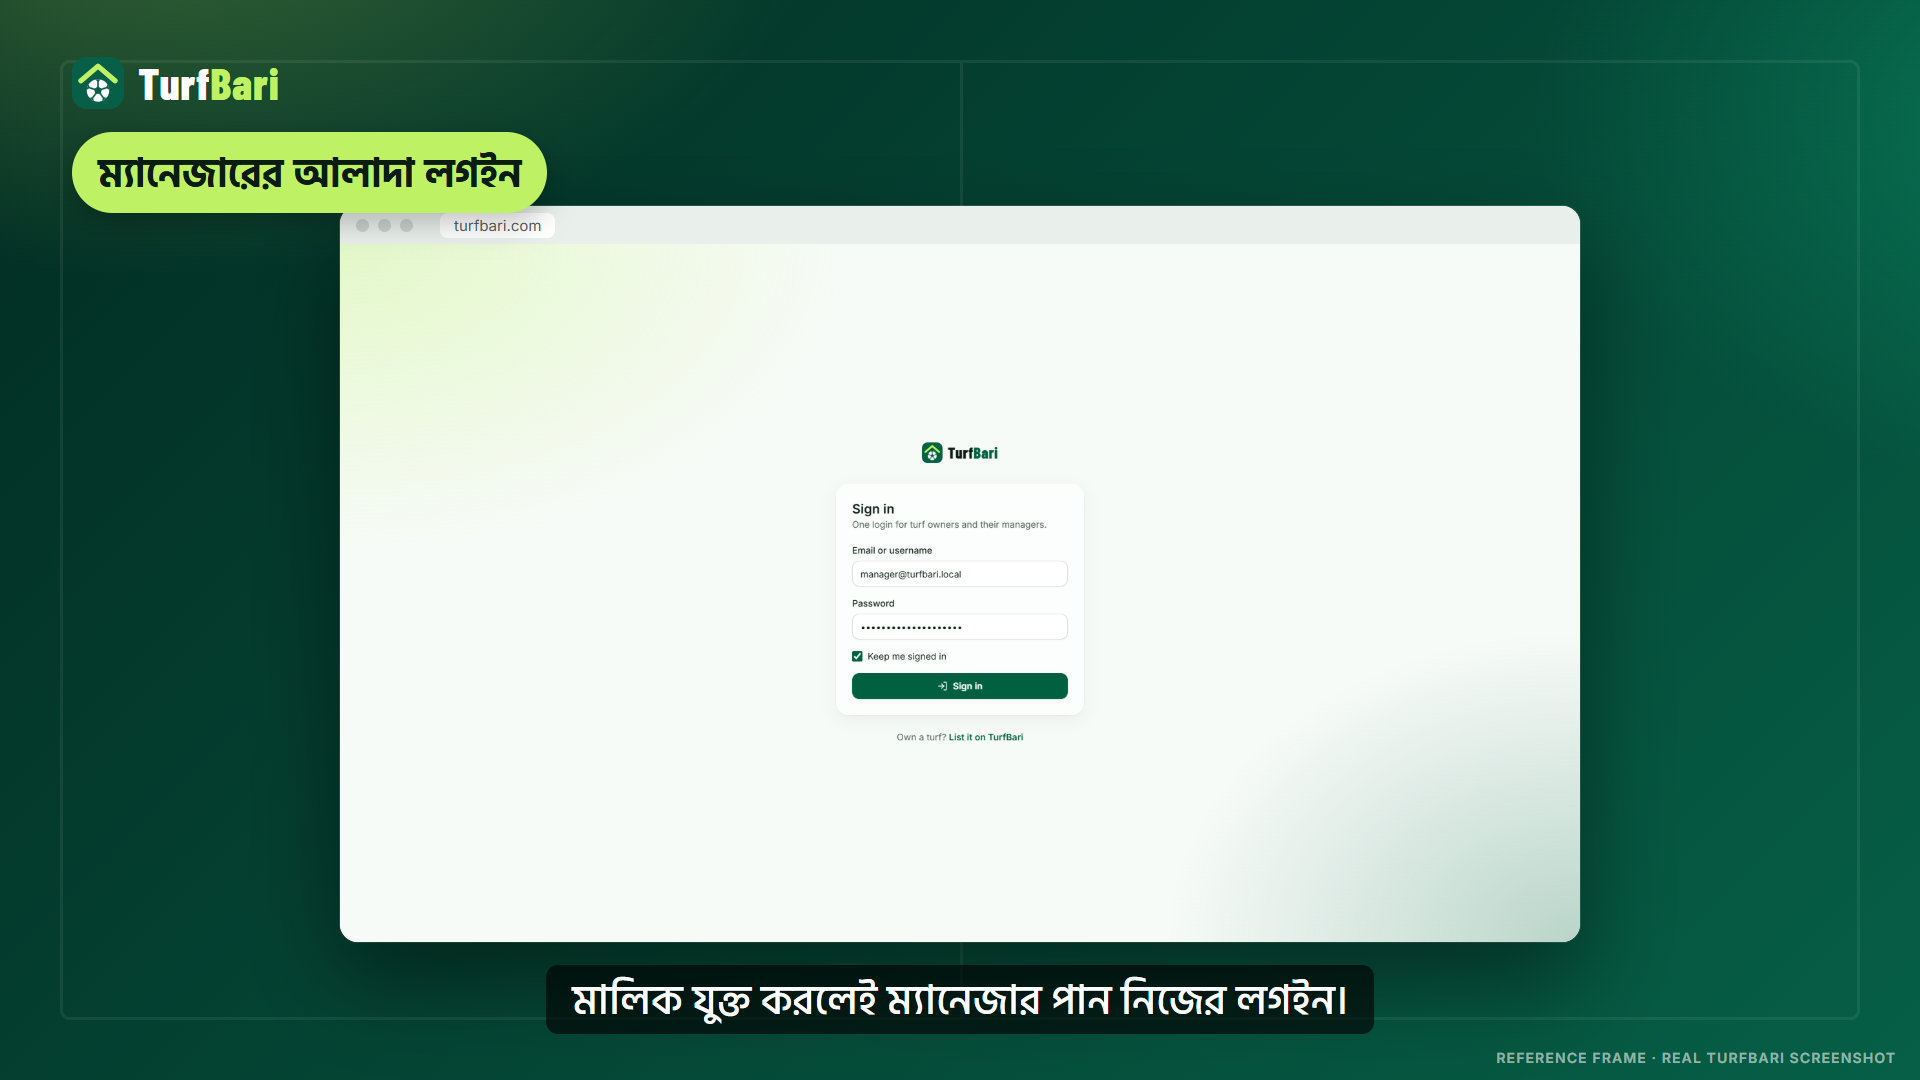 TurfBari
ম্যানেজারের আলাদা লগইন
turfbari.com
TurfBari
Sign in
One login for turf owners and their managers.
Email or username
manager@turfbari.local
Password
••••••••••••••••••••
Keep me signed in
Sign in
Own a turf? List it on TurfBari
মালিক যুক্ত করলেই ম্যানেজার পান নিজের লগইন।
REFERENCE FRAME · REAL TURFBARI SCREENSHOT